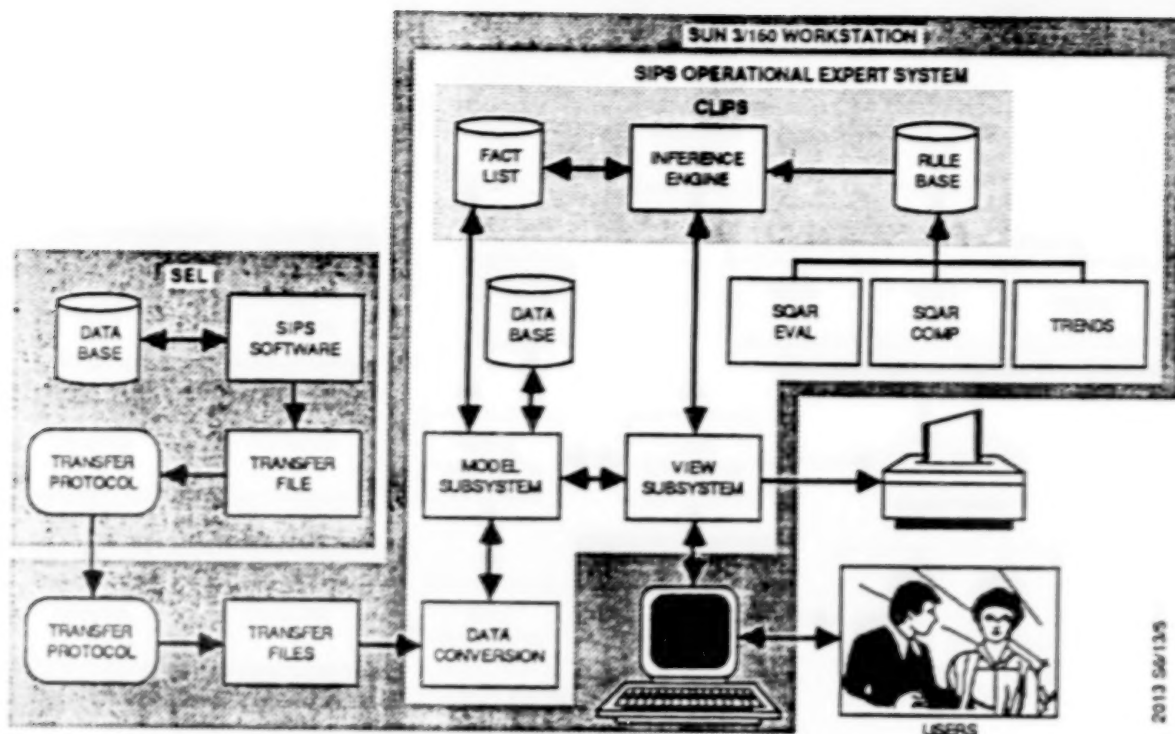 SUN 3/160 WORKSTATION
SIPS OPERATIONAL EXPERT SYSTEM
CLIPS
FACT
LIST
INFERENCE
ENGINE
RULE
BASE
SEL
DATA
BASE
SIPS
SOFTWARE
DATA
BASE
SQAR
EVAL
SQAR
COMP
TRENDS
TRANSFER
PROTOCOL
TRANSFER
FILE
MODEL
SUBSYSTEM
VIEW
SUBSYSTEM
TRANSFER
PROTOCOL
TRANSFER
FILES
DATA
CONVERSION
USERS